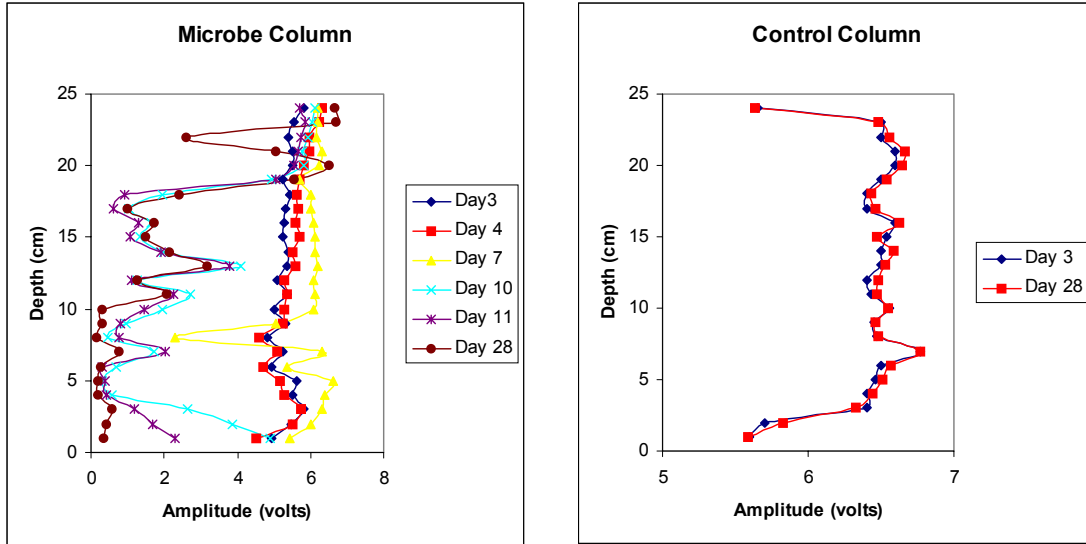 Microbe Column
25
20
15
10
5
0
Depth (cm)
0 2 4 6 8
Amplitude (volts)
Day3
Day 4
Day 7
Day 10
Day 11
Day 28
Control Column
25
20
15
10
5
0
Depth (cm)
5 6 7
Amplitude (volts)
Day 3
Day 28